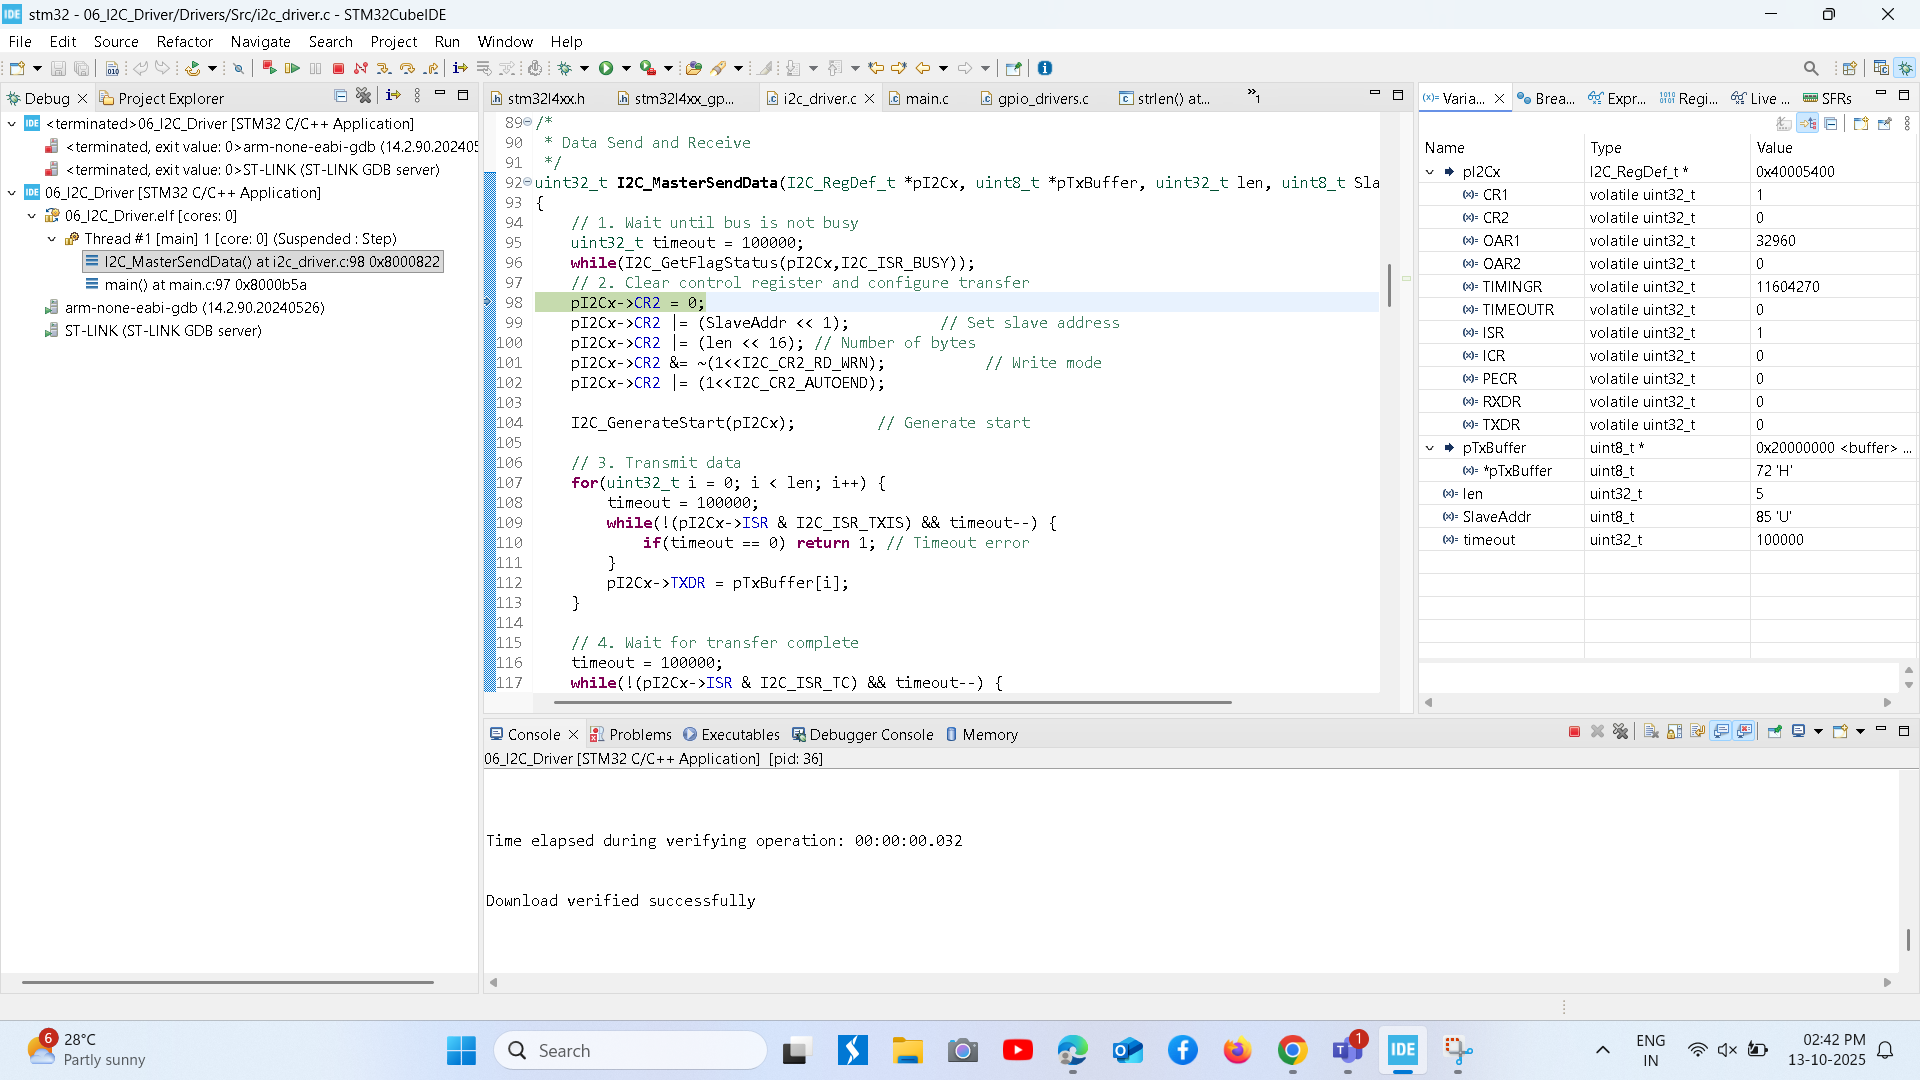 stm32 - 06_I2C_Driver/Drivers/Src/i2c_driver.c - STM32CubeIDE
File Edit Source Refactor Navigate Search Project Run Window Help
Debug Project Explorer
<terminated>06_I2C_Driver [STM32 C/C++ Application]
<terminated, exit value: 0>arm-none-eabi-gdb (14.2.90.202405
<terminated, exit value: 0>ST-LINK (ST-LINK GDB server)
06_I2C_Driver [STM32 C/C++ Application]
06_I2C_Driver.elf [cores: 0]
Thread #1 [main] 1 [core: 0] (Suspended : Step)
I2C_MasterSendData() at i2c_driver.c:98 0x8000822
main() at main.c:97 0x8000b5a
arm-none-eabi-gdb (14.2.90.20240526)
ST-LINK (ST-LINK GDB server)
stm32l4xx.h stm32l4xx_gp... i2c_driver.c main.c gpio_drivers.c strlen() at... »1
89 /*
90 * Data Send and Receive
91 */
92 uint32_t I2C_MasterSendData(I2C_RegDef_t *pI2Cx, uint8_t *pTxBuffer, uint32_t len, uint8_t Sla
93 {
94 // 1. Wait until bus is not busy
95 uint32_t timeout = 100000;
96 while(I2C_GetFlagStatus(pI2Cx,I2C_ISR_BUSY));
97 // 2. Clear control register and configure transfer
98 pI2Cx->CR2 = 0;
99 pI2Cx->CR2 |= (SlaveAddr << 1); // Set slave address
100 pI2Cx->CR2 |= (len << 16); // Number of bytes
101 pI2Cx->CR2 &= ~(1<<I2C_CR2_RD_WRN); // Write mode
102 pI2Cx->CR2 |= (1<<I2C_CR2_AUTOEND);
103
104 I2C_GenerateStart(pI2Cx); // Generate start
105
106 // 3. Transmit data
107 for(uint32_t i = 0; i < len; i++) {
108 timeout = 100000;
109 while(!(pI2Cx->ISR & I2C_ISR_TXIS) && timeout--) {
110 if(timeout == 0) return 1; // Timeout error
111 }
112 pI2Cx->TXDR = pTxBuffer[i];
113 }
114
115 // 4. Wait for transfer complete
116 timeout = 100000;
117 while(!(pI2Cx->ISR & I2C_ISR_TC) && timeout--) {
(x)= Varia... Brea... Expr... Regi... Live ... SFRs
Name Type Value
pI2Cx I2C_RegDef_t * 0x40005400
CR1 volatile uint32_t 1
CR2 volatile uint32_t 0
OAR1 volatile uint32_t 32960
OAR2 volatile uint32_t 0
TIMINGR volatile uint32_t 11604270
TIMEOUTR volatile uint32_t 0
ISR volatile uint32_t 1
ICR volatile uint32_t 0
PECR volatile uint32_t 0
RXDR volatile uint32_t 0
TXDR volatile uint32_t 0
pTxBuffer uint8_t * 0x20000000 <buffer> ...
*pTxBuffer uint8_t 72 'H'
len uint32_t 5
SlaveAddr uint8_t 85 'U'
timeout uint32_t 100000
Console Problems Executables Debugger Console Memory
06_I2C_Driver [STM32 C/C++ Application] [pid: 36]
Time elapsed during verifying operation: 00:00:00.032
Download verified successfully
6
28°C
Partly sunny
Search
IDE
1
ENG
IN
02:42 PM
13-10-2025